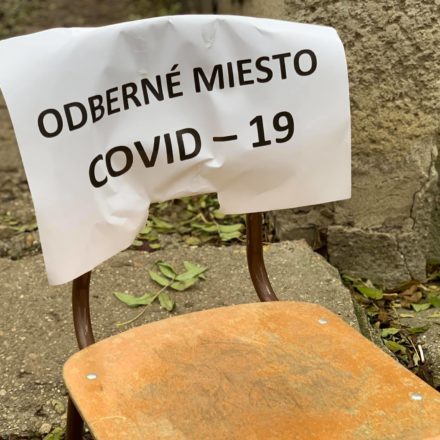 ODBERNÉ MIESTO
COVID – 19